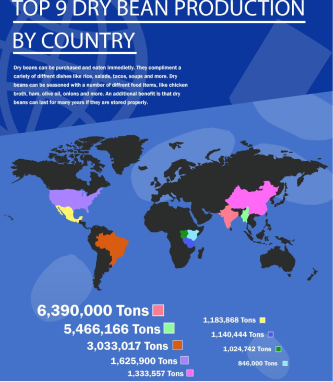 TOP 9 DRY BEAN PRODUCTION
BY COUNTRY
Dry beans can be purchased and eaten immedietly. They compliment a
cariety of diffrent dishes like rice, salads, tacos, soups and more. Dry
beans can be seasoned with a number of diffrent food items, like chicken
broth, ham, olive oil, onions and more. An additional benefit is that dry
beans can last for many years if they are stored properly.
6,390,000 Tons
5,466,166 Tons
3,033,017 Tons
1,625,900 Tons
1,333,557 Tons
1,183,868 Tons
1,140,444 Tons
1,024,742 Tons
846,000 Tons